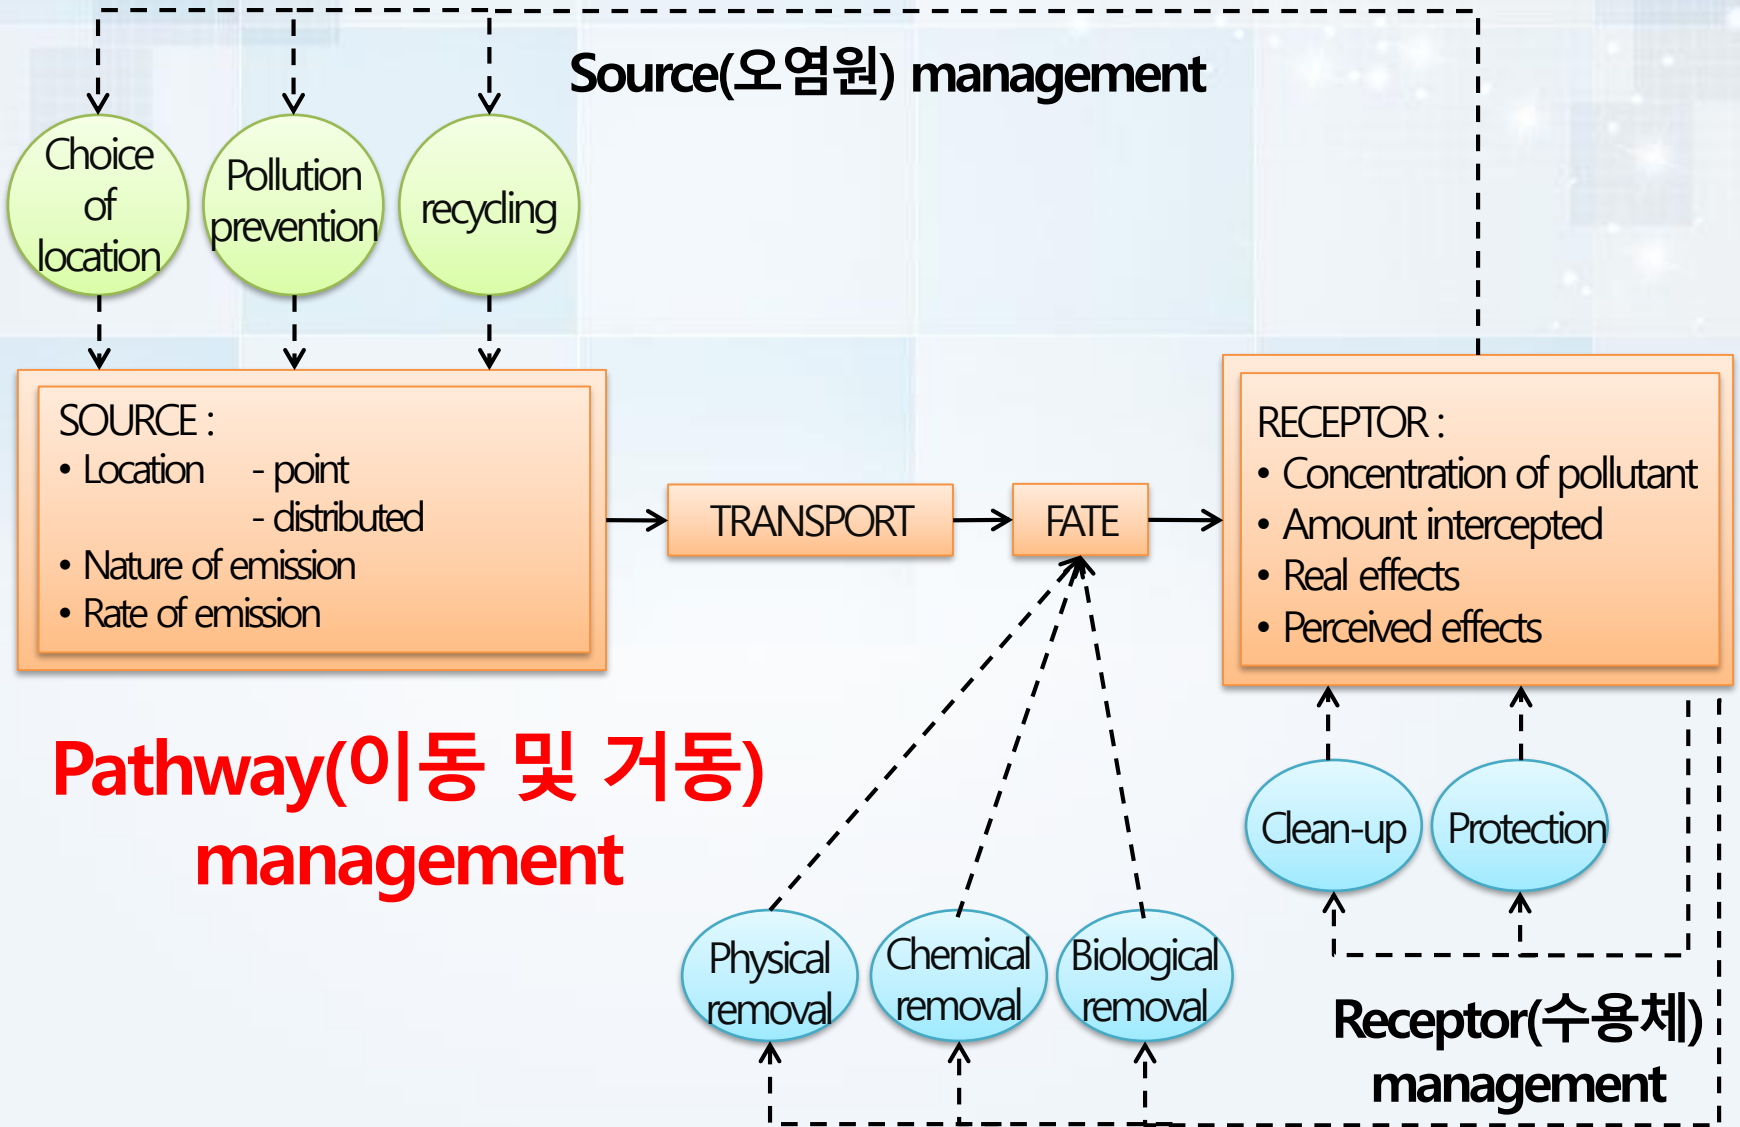 Source(오염원) management
Choice
of
location
Pollution
prevention
recycling
SOURCE :
• Location - point
- distributed
• Nature of emission
• Rate of emission
TRANSPORT
FATE
RECEPTOR :
• Concentration of pollutant
• Amount intercepted
• Real effects
• Perceived effects
Pathway(이동 및 거동)
management
Clean-up
Protection
Physical
removal
Chemical
removal
Biological
removal
Receptor(수용체)
management